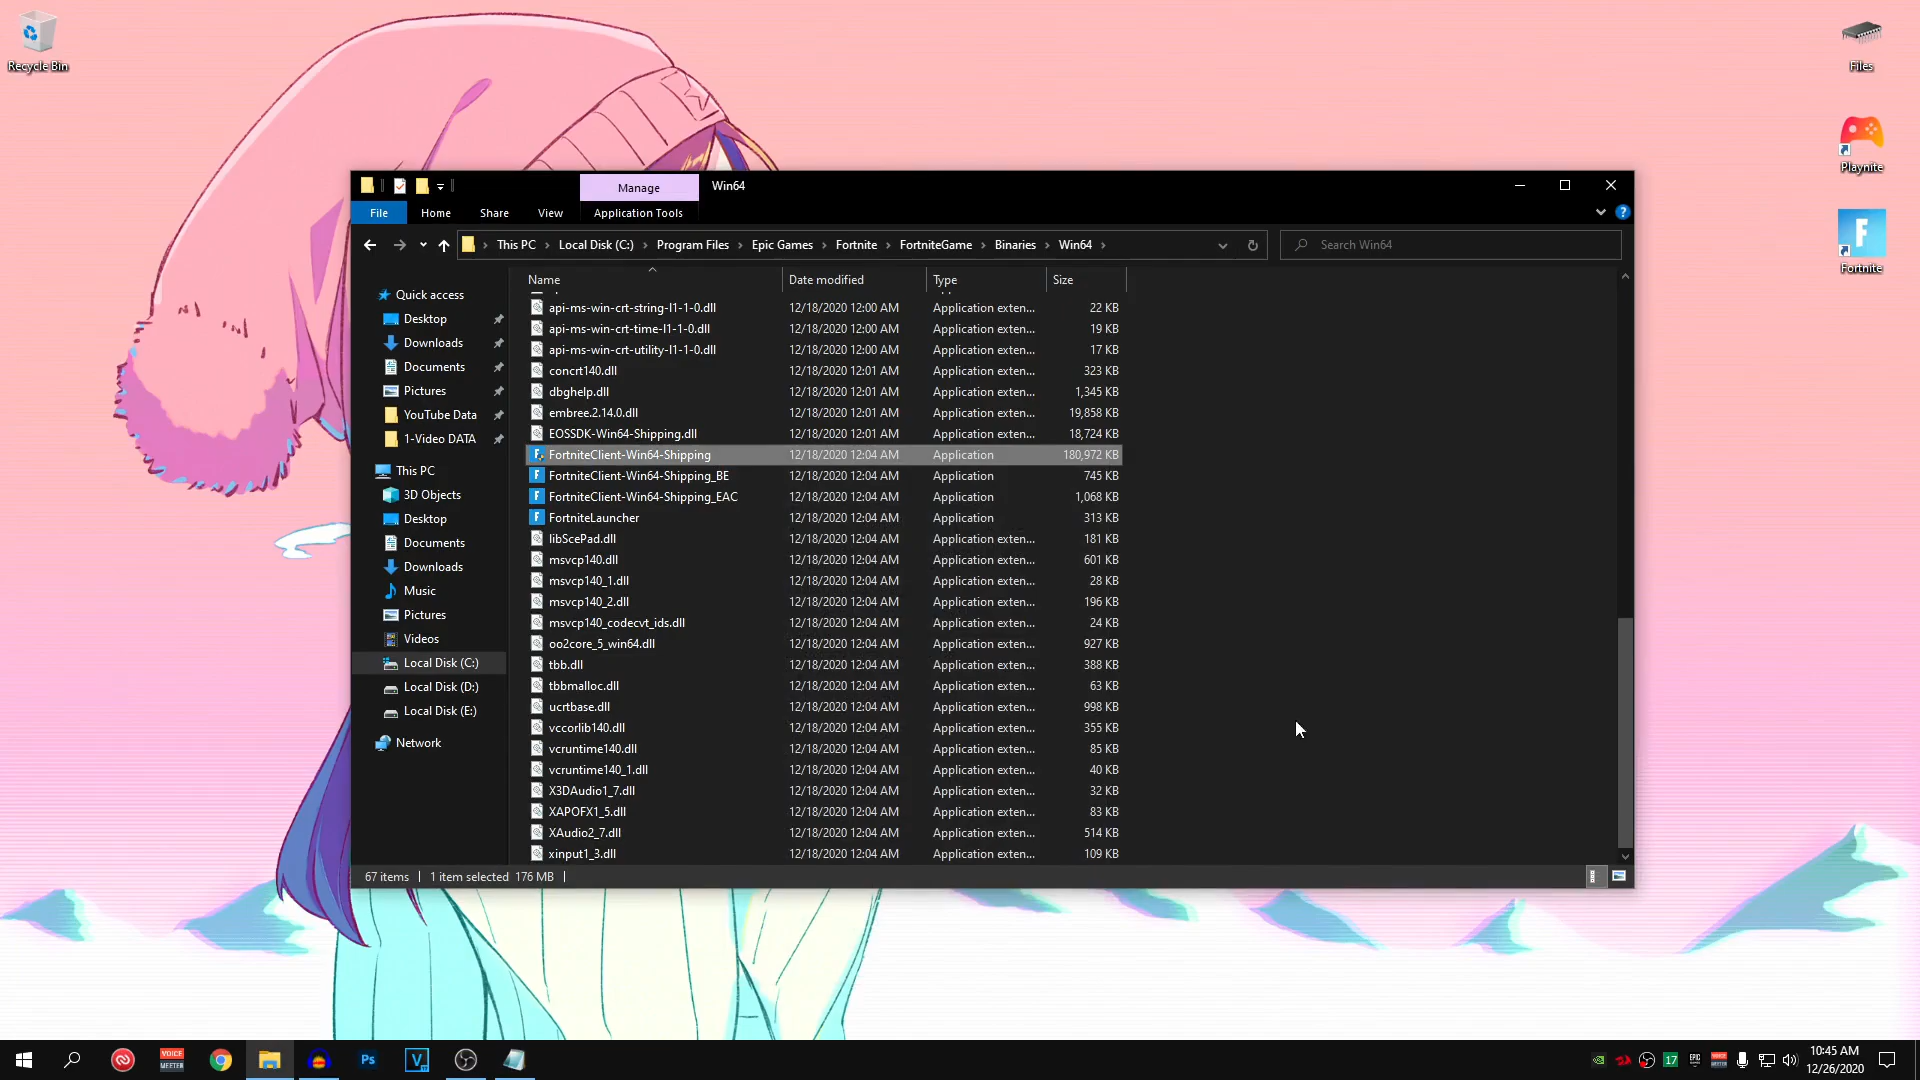 Recycle Bin
Files
Playnite
Fortnite
Manage
Win64
File
Home
Share
View
Application Tools
This PC
Local Disk (C:)
Program Files
Epic Games
Fortnite
FortniteGame
Binaries
Win64
Search Win64
Quick access
Desktop
Downloads
Documents
Pictures
YouTube Data
1-Video DATA
This PC
3D Objects
Desktop
Documents
Downloads
Music
Pictures
Videos
Local Disk (C:)
Local Disk (D:)
Local Disk (E:)
Network
Name Date modified Type Size
api-ms-win-crt-string-l1-1-0.dll 12/18/2020 12:00 AM Application exten... 22 KB
api-ms-win-crt-time-l1-1-0.dll 12/18/2020 12:00 AM Application exten... 19 KB
api-ms-win-crt-utility-l1-1-0.dll 12/18/2020 12:00 AM Application exten... 17 KB
concrt140.dll 12/18/2020 12:01 AM Application exten... 323 KB
dbghelp.dll 12/18/2020 12:01 AM Application exten... 1,345 KB
embree.2.14.0.dll 12/18/2020 12:01 AM Application exten... 19,858 KB
EOSSDK-Win64-Shipping.dll 12/18/2020 12:01 AM Application exten... 18,724 KB
FortniteClient-Win64-Shipping 12/18/2020 12:04 AM Application 180,972 KB
FortniteClient-Win64-Shipping_BE 12/18/2020 12:04 AM Application 745 KB
FortniteClient-Win64-Shipping_EAC 12/18/2020 12:04 AM Application 1,068 KB
FortniteLauncher 12/18/2020 12:04 AM Application 313 KB
libScePad.dll 12/18/2020 12:04 AM Application exten... 181 KB
msvcp140.dll 12/18/2020 12:04 AM Application exten... 601 KB
msvcp140_1.dll 12/18/2020 12:04 AM Application exten... 28 KB
msvcp140_2.dll 12/18/2020 12:04 AM Application exten... 196 KB
msvcp140_codecvt_ids.dll 12/18/2020 12:04 AM Application exten... 24 KB
oo2core_5_win64.dll 12/18/2020 12:04 AM Application exten... 927 KB
tbb.dll 12/18/2020 12:04 AM Application exten... 388 KB
tbbmalloc.dll 12/18/2020 12:04 AM Application exten... 63 KB
ucrtbase.dll 12/18/2020 12:04 AM Application exten... 998 KB
vccorlib140.dll 12/18/2020 12:04 AM Application exten... 355 KB
vcruntime140.dll 12/18/2020 12:04 AM Application exten... 85 KB
vcruntime140_1.dll 12/18/2020 12:04 AM Application exten... 40 KB
X3DAudio1_7.dll 12/18/2020 12:04 AM Application exten... 32 KB
XAPOFX1_5.dll 12/18/2020 12:04 AM Application exten... 83 KB
XAudio2_7.dll 12/18/2020 12:04 AM Application exten... 514 KB
xinput1_3.dll 12/18/2020 12:04 AM Application exten... 109 KB
67 items
1 item selected 176 MB
VOICE
MEETER
Ps
V
17
EPIC
10:45 AM
12/26/2020